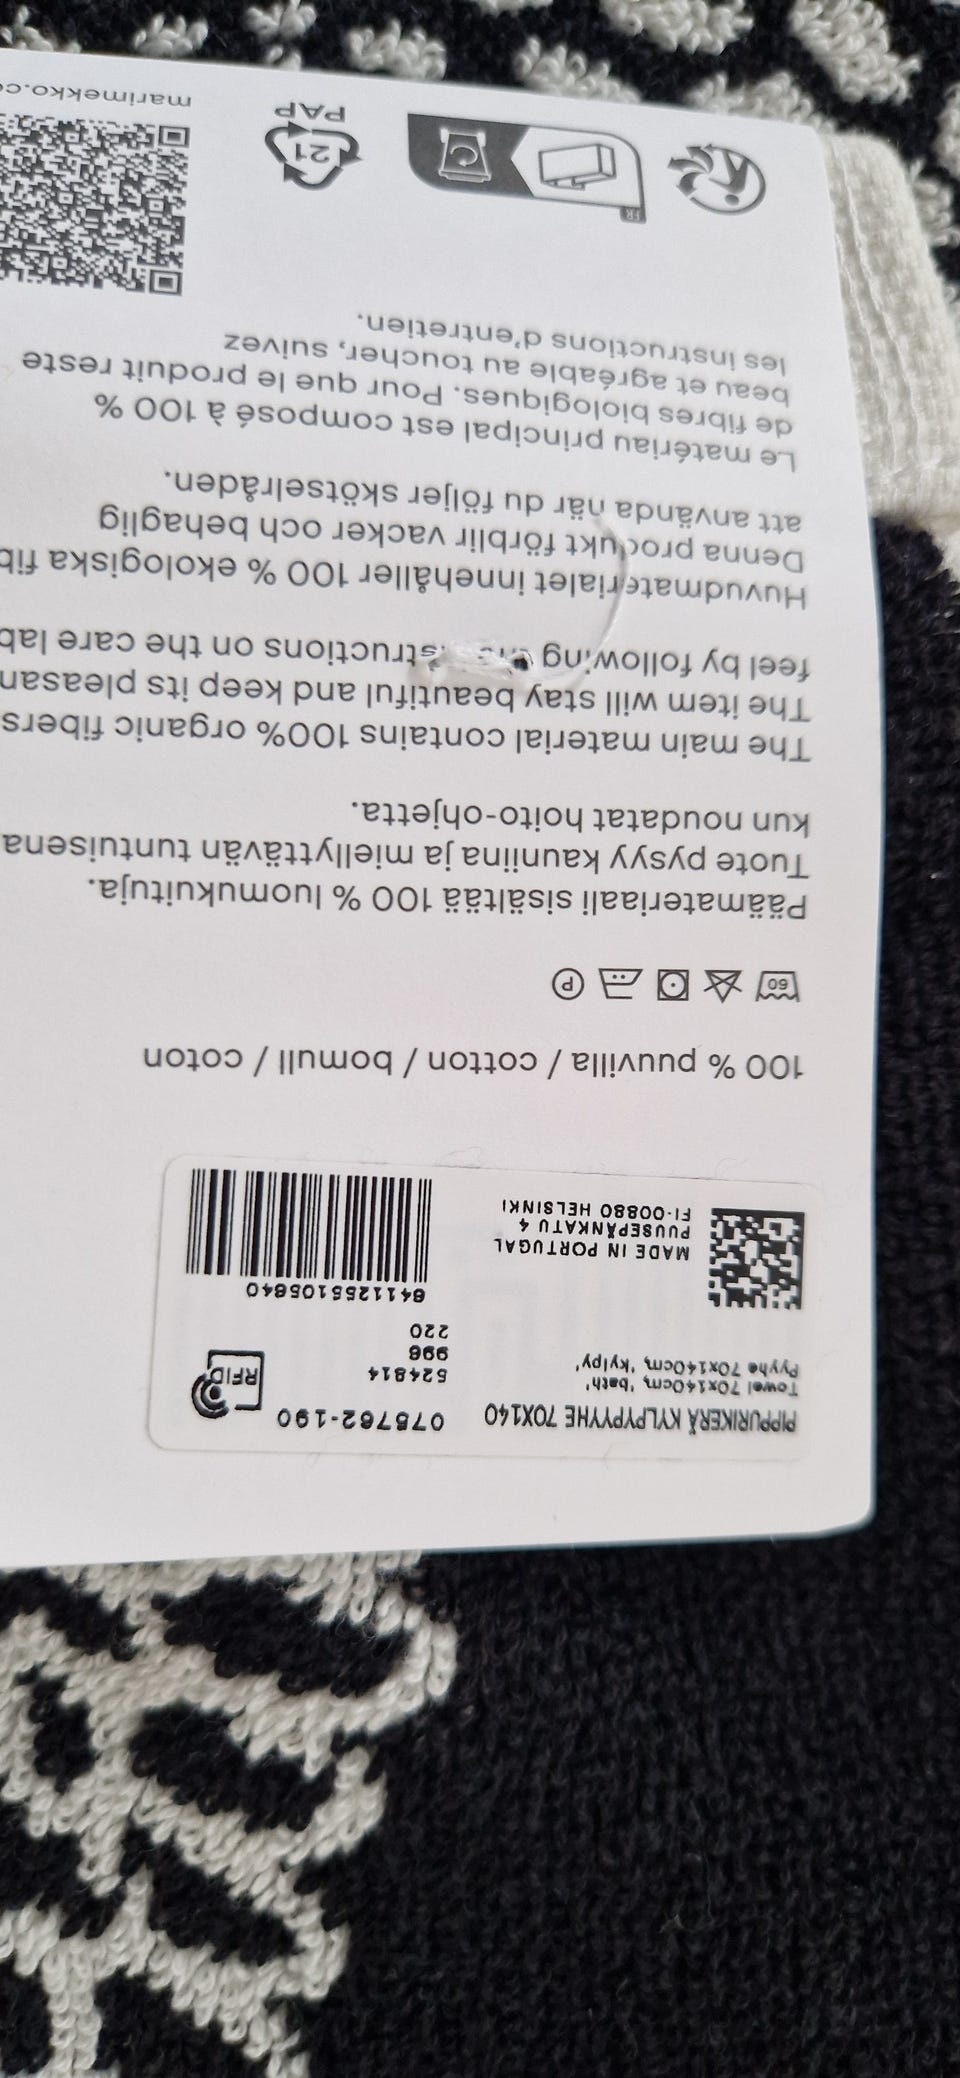 PIPPURIKERÄ KYLPYPYYHE 70X140
Towel 70x140cm, 'bath'
Pyyhe 70x140cm, 'kylpy'
075762-190
524814
996
220
RFID
MADE IN PORTUGAL
PUUSEPÄNKATU 4
FI-00880 HELSINKI
6411255105840
100 % puuvilla / cotton / bomull / coton
60
P
Päämateriaali sisältää 100 % luomukuituja.
Tuote pysyy kauniina ja miellyttävän tuntuisena
kun noudatat hoito-ohjetta.
The main material contains 100% organic fibers
The item will stay beautiful and keep its pleasan
feel by following the instructions on the care lab
Huvudmaterialet innehåller 100 % ekologiska fib
Denna produkt förblir vacker och behaglig
att använda när du följer skötselråden.
Le matériau principal est composé à 100 %
de fibres biologiques. Pour que le produit reste
beau et agréable au toucher, suivez
les instructions d'entretien.
FR
21
PAP
marimekko.c